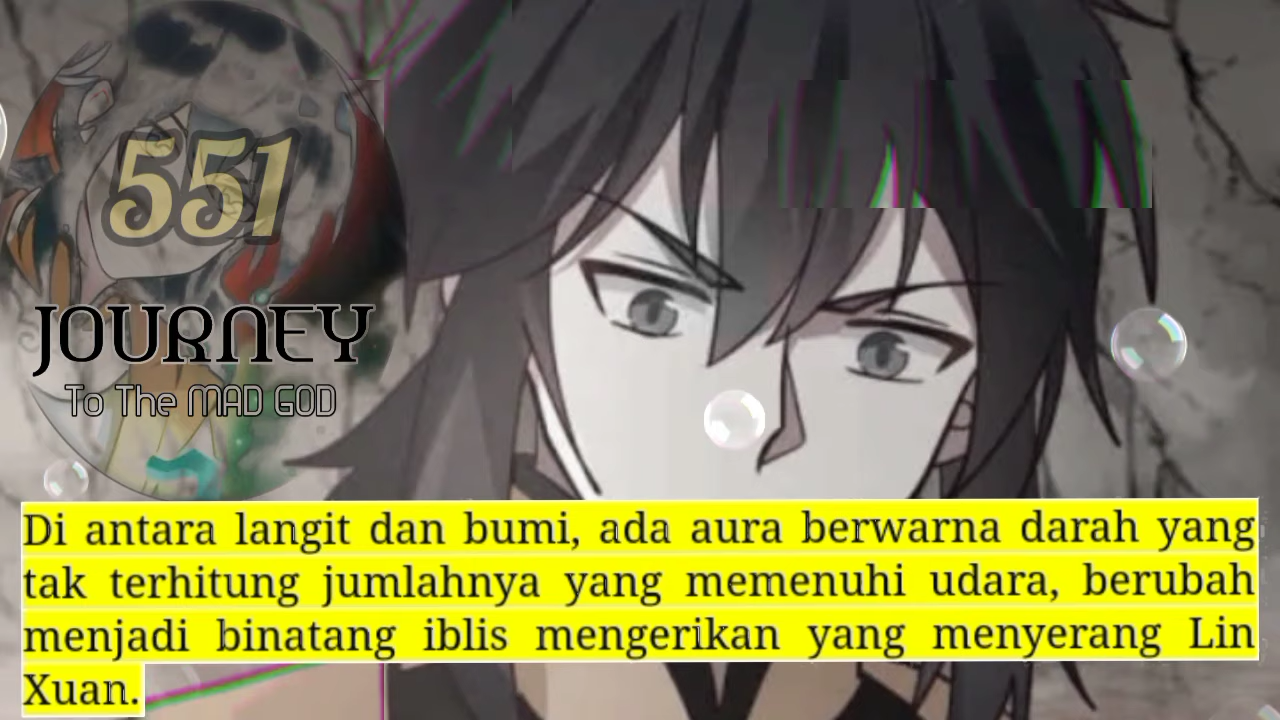 551
JOURNEY
To The MAD GOD
Di antara langit dan bumi, ada aura berwarna darah yang
tak terhitung jumlahnya yang memenuhi udara, berubah
menjadi binatang iblis mengerikan yang menyerang Lin
Xuan.